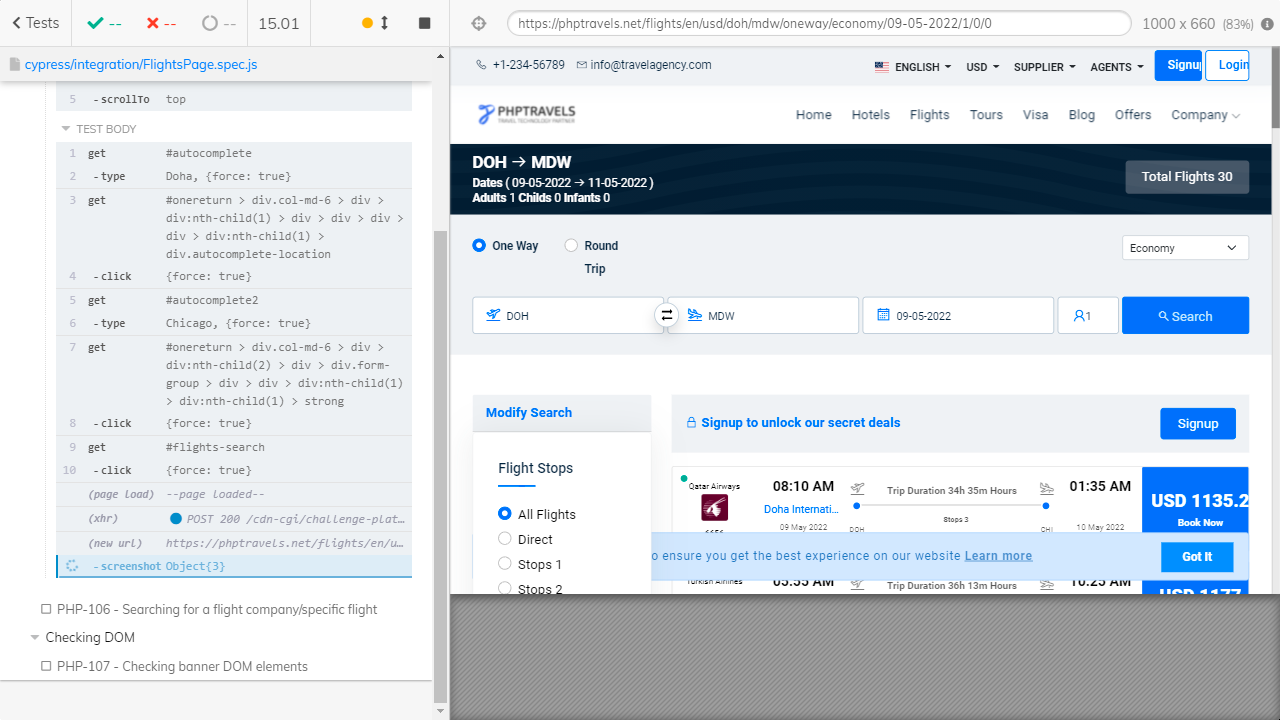 Tests
--
--
--
15.01
https://phptravels.net/flights/en/usd/doh/mdw/oneway/economy/09-05-2022/1/0/0
1000 x 660 (83%)
cypress/integration/FlightsPage.spec.js
5 - scrollTo top
TEST BODY
1 get #autocomplete
2 - type Doha, {force: true}
3 get #onereturn > div.col-md-6 > div >
div:nth-child(1) > div > div > div >
div > div:nth-child(1) >
div.autocomplete-location
4 - click {force: true}
5 get #autocomplete2
6 - type Chicago, {force: true}
7 get #onereturn > div.col-md-6 > div >
div:nth-child(2) > div > div.form-
group > div > div > div:nth-child(1)
> div:nth-child(1) > strong
8 - click {force: true}
9 get #flights-search
10 - click {force: true}
(page load) --page loaded--
(xhr) POST 200 /cdn-cgi/challenge-plat...
(new url) https://phptravels.net/flights/en/u...
- screenshot Object{3}
PHP-106 - Searching for a flight company/specific flight
Checking DOM
PHP-107 - Checking banner DOM elements
+1-234-56789 info@travelagency.com
ENGLISH USD SUPPLIER AGENTS Signup Login
PHPTRAVELS
TRAVEL TECHNOLOGY PARTNER
Home Hotels Flights Tours Visa Blog Offers Company
DOH → MDW
Dates ( 09-05-2022 → 11-05-2022 )
Adults 1 Childs 0 Infants 0
Total Flights 30
One Way Round
Trip
Economy
DOH MDW 09-05-2022 1 Search
Modify Search
Signup to unlock our secret deals
Signup
Flight Stops
All Flights
Direct
Stops 1
Stops 2
Qatar Airways
08:10 AM
Trip Duration 34h 35m Hours
01:35 AM
Doha Internati...
Stops 3
09 May 2022
DOH
CHI
10 May 2022
USD 1135.2
Book Now
o ensure you get the best experience on our website Learn more
Got It
Turkish Airlines
05:55 AM
Trip Duration 36h 13m Hours
10:25 AM
USD 1177